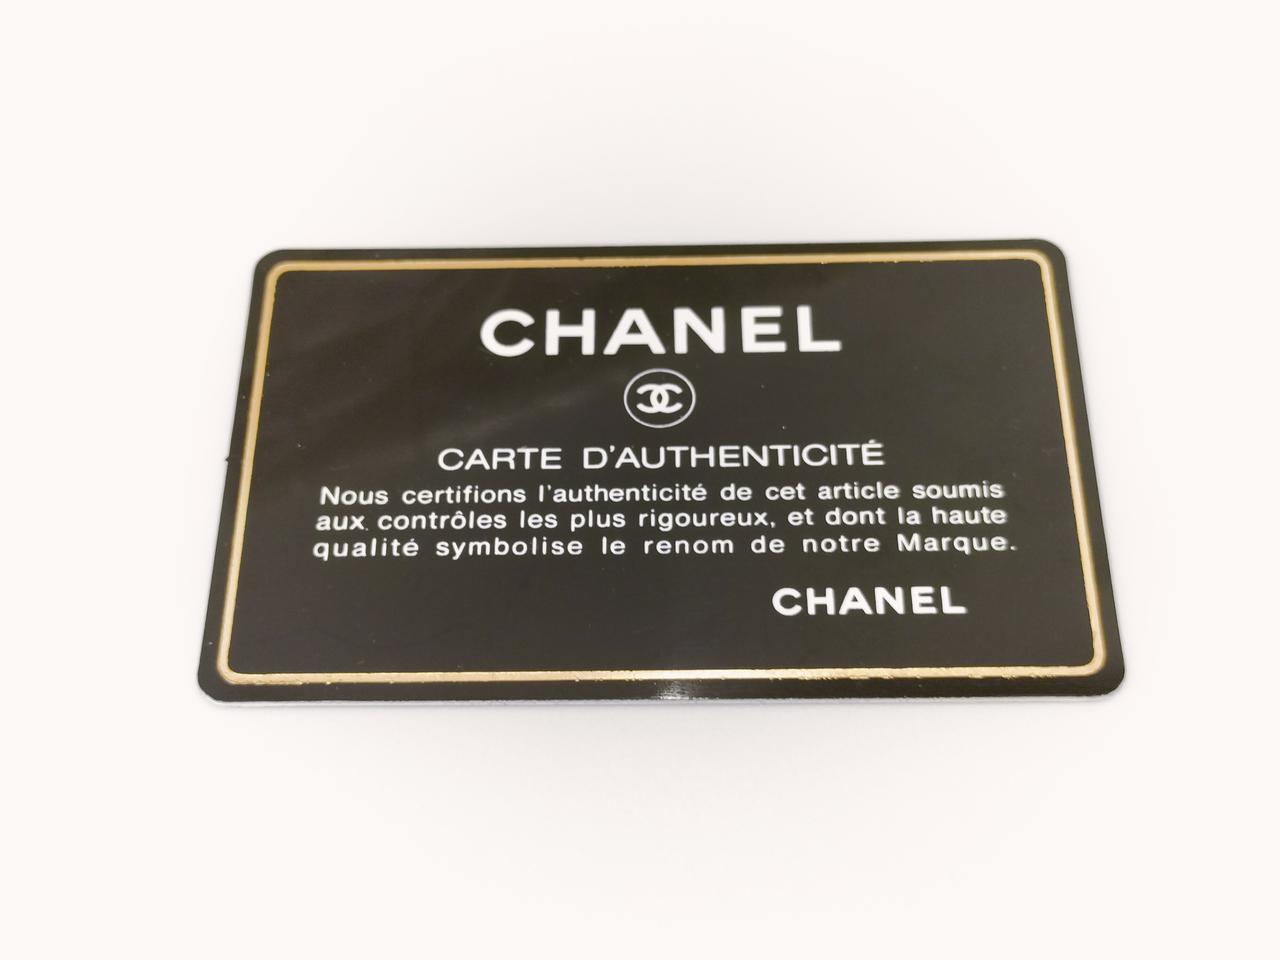 CHANEL
CARTE D'AUTHENTICITÉ
Nous certifions l'authenticité de cet article soumis
aux contrôles les plus rigoureux, et dont la haute
qualité symbolise le renom de notre Marque.
CHANEL